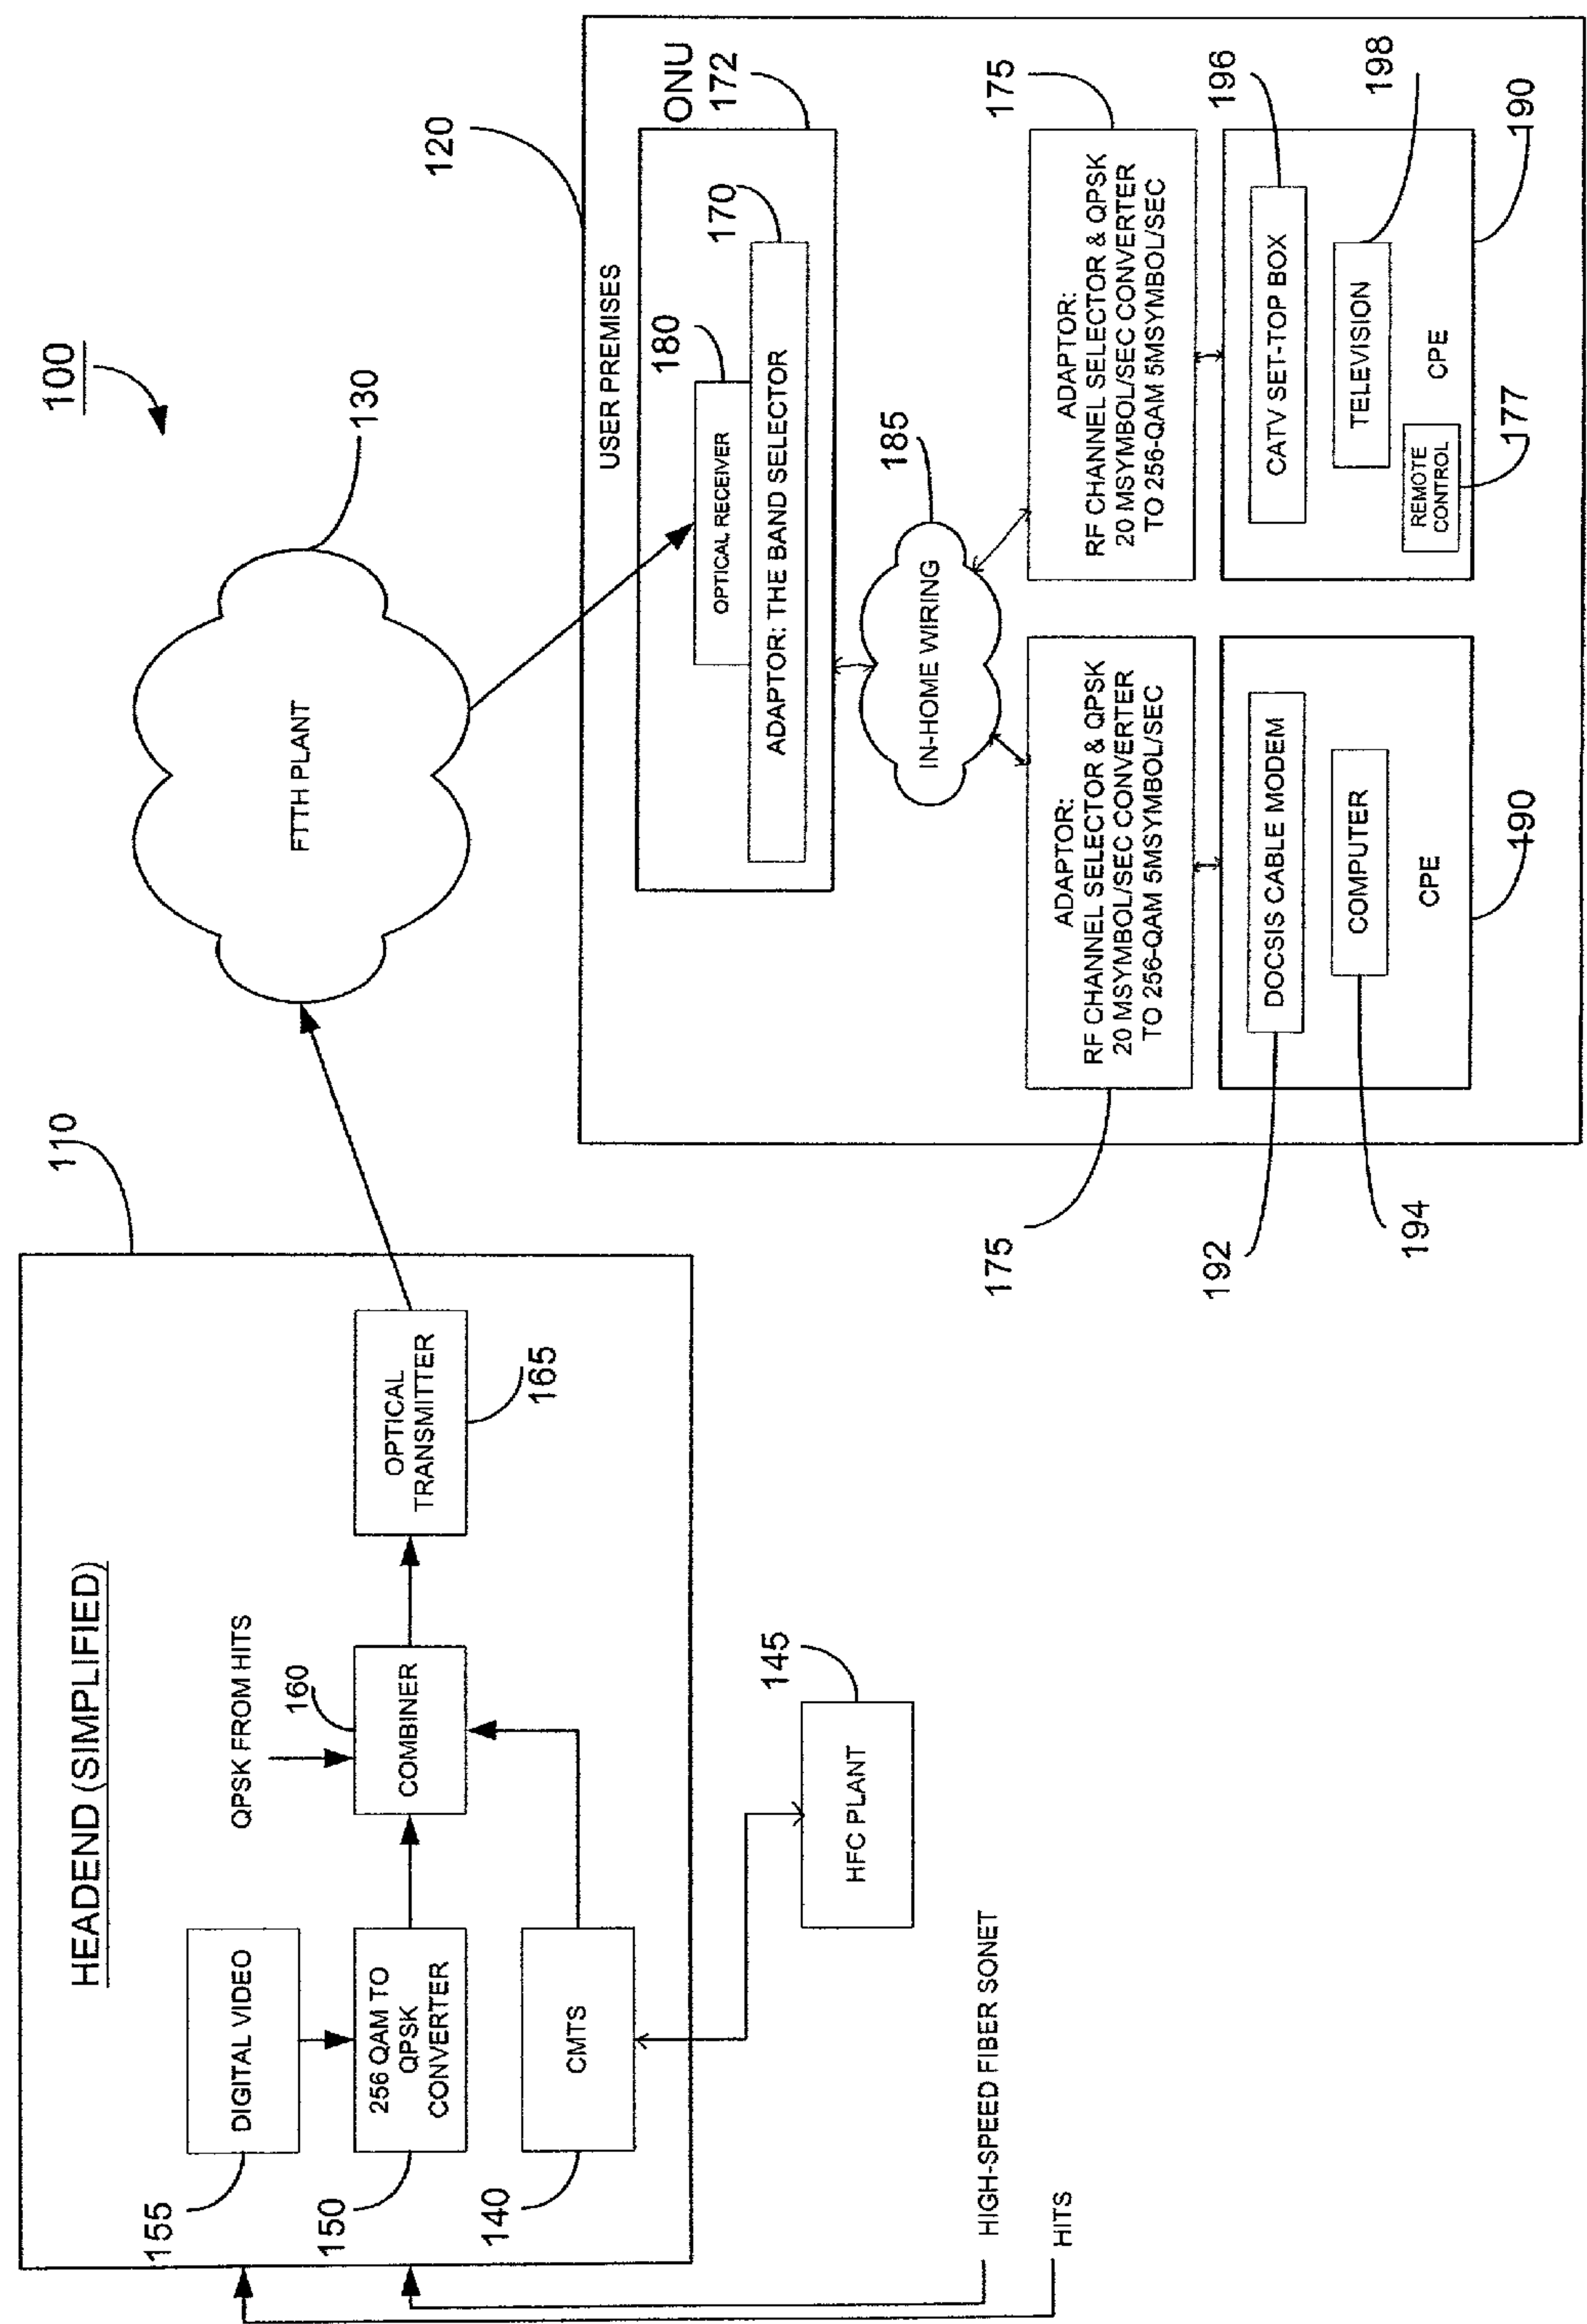 100
HEADEND (SIMPLIFIED)
110
DIGITAL VIDEO
155
256 QAM TO
QPSK
CONVERTER
150
CMTS
140
QPSK FROM HITS
160
COMBINER
OPTICAL
TRANSMITTER
165
HFC PLANT
145
HIGH-SPEED FIBER SONET
HITS
FTTH PLANT
130
120
USER PREMISES
ONU
172
OPTICAL RECEIVER
180
ADAPTOR: THE BAND SELECTOR
170
IN-HOME WIRING
185
ADAPTOR:
RF CHANNEL SELECTOR & QPSK
20 MSYMBOL/SEC CONVERTER
TO 256-QAM 5MSYMBOL/SEC
175
DOCSIS CABLE MODEM
192
COMPUTER
194
CPE
190
ADAPTOR:
RF CHANNEL SELECTOR & QPSK
20 MSYMBOL/SEC CONVERTER
TO 256-QAM 5MSYMBOL/SEC
175
CATV SET-TOP BOX
196
TELEVISION
198
CPE
REMOTE
CONTROL
177
190